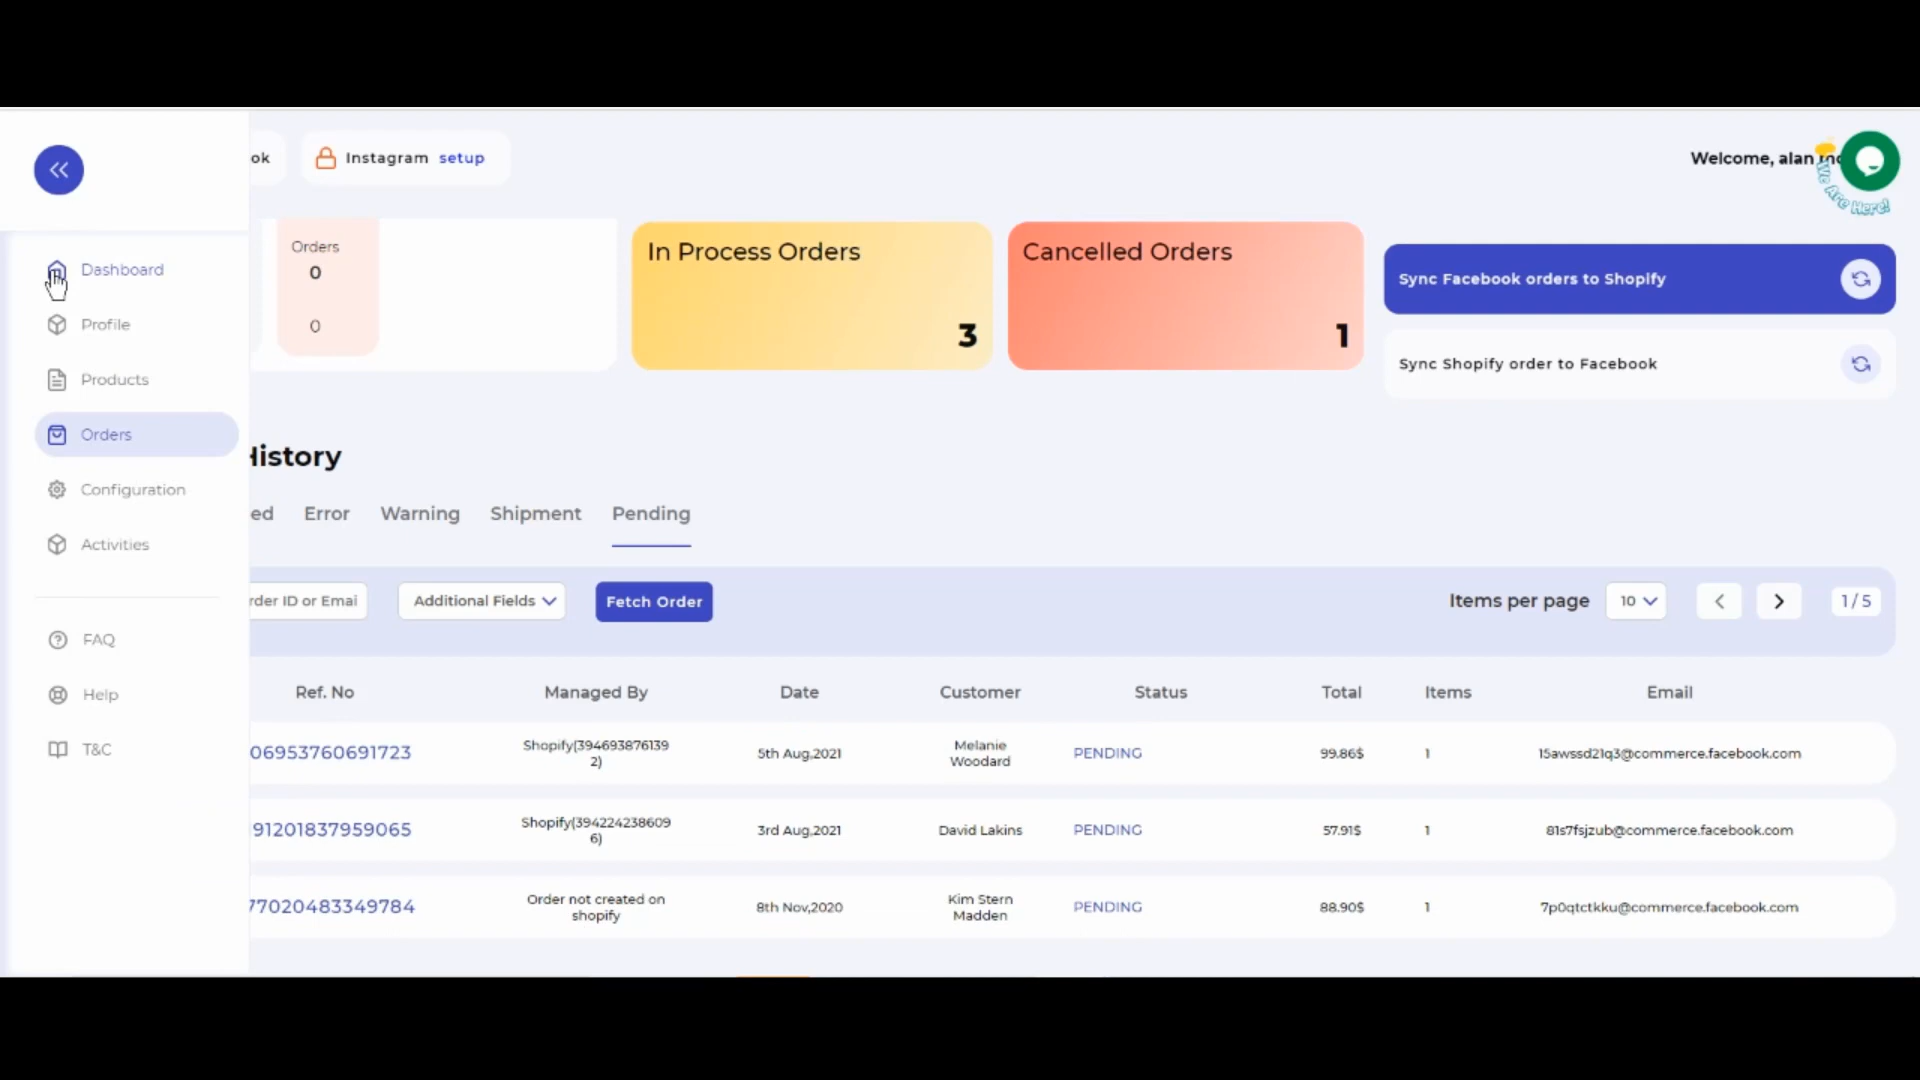 ok
Instagram setup
Welcome, alan
We Are Here!
Dashboard
Profile
Products
Orders
Configuration
Activities
FAQ
Help
T&C
Orders
0
0
In Process Orders
3
Cancelled Orders
1
Sync Facebook orders to Shopify
Sync Shopify order to Facebook
History
ed Error Warning Shipment Pending
rder ID or Emai Additional Fields Fetch Order Items per page 10 1 / 5
Ref. No Managed By Date Customer Status Total Items Email
06953760691723 Shopify(394693876139
2) 5th Aug,2021 Melanie
Woodard PENDING 99.86$ 1 15awssd21q3@commerce.facebook.com
91201837959065 Shopify(394224238609
6) 3rd Aug,2021 David Lakins PENDING 57.91$ 1 81s7fsjzub@commerce.facebook.com
77020483349784 Order not created on
shopify 8th Nov,2020 Kim Stern
Madden PENDING 88.90$ 1 7p0qtctkku@commerce.facebook.com